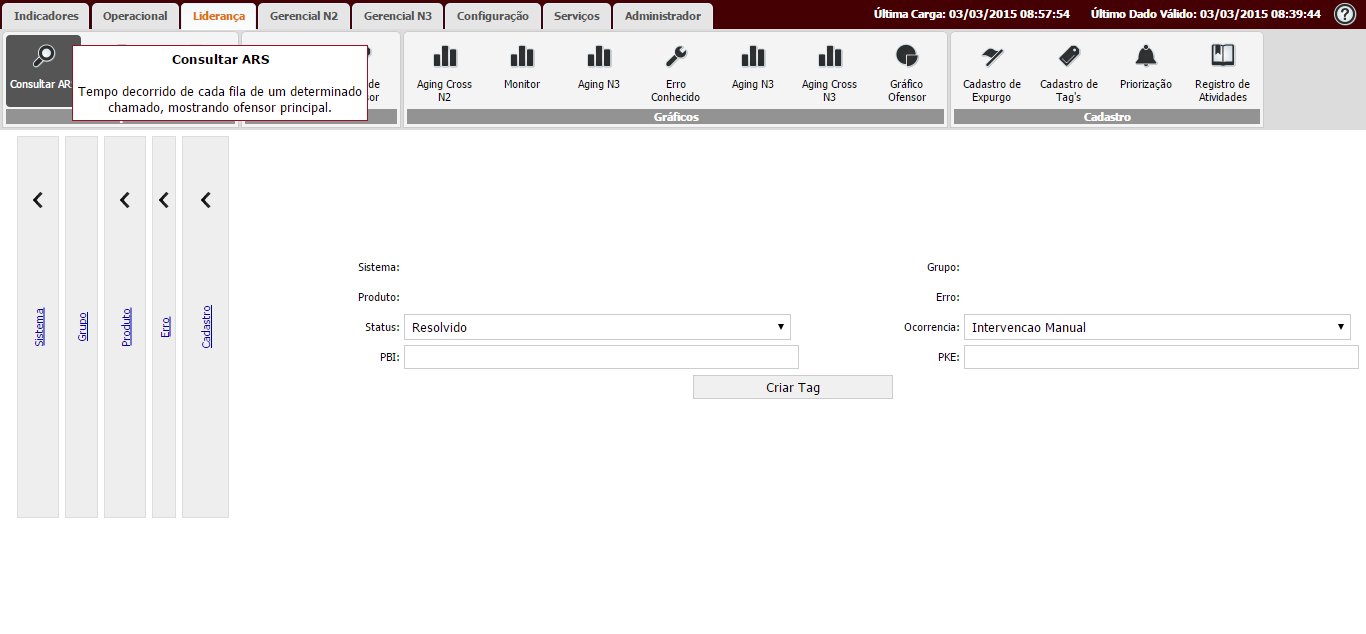 Indicadores
Operacional
Liderança
Gerencial N2
Gerencial N3
Configuração
Serviços
Administrador
Última Carga: 03/03/2015 08:57:54
Último Dado Válido: 03/03/2015 08:39:44
Consultar AR
Consultar ARS
Tempo decorrido de cada fila de um determinado
chamado, mostrando ofensor principal.
de
or
Aging Cross
N2
Monitor
Aging N3
Erro
Conhecido
Aging N3
Aging Cross
N3
Gráfico
Ofensor
Gráficos
Cadastro de
Expurgo
Cadastro de
Tag's
Priorização
Registro de
Atividades
Cadastro
Sistema
Grupo
Produto
Erro
Cadastro
Sistema:
Grupo:
Produto:
Erro:
Status:
Resolvido
Ocorrencia:
Intervencao Manual
PBI:
PKE:
Criar Tag